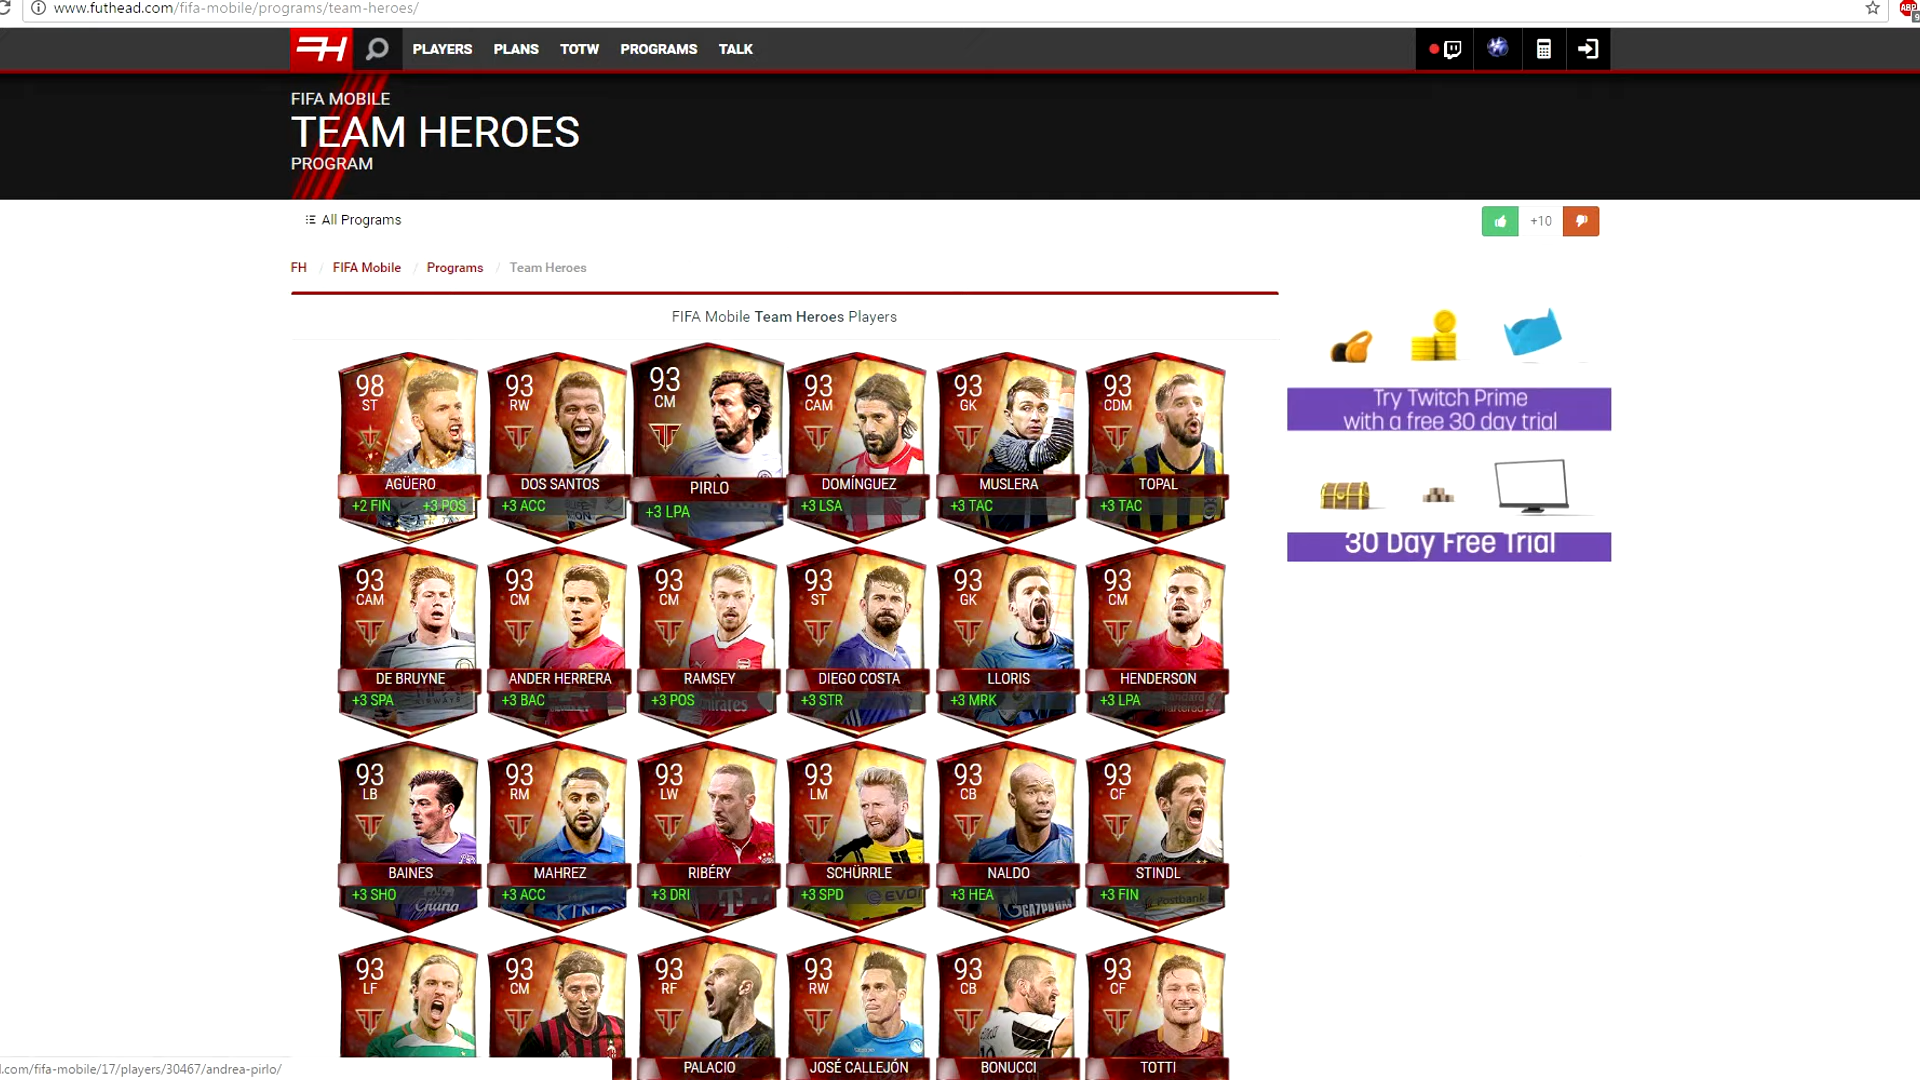 www.futhead.com/fifa-mobile/programs/team-heroes/
FH PLAYERS PLANS TOTW PROGRAMS TALK
FIFA MOBILE
TEAM HEROES
PROGRAM
All Programs
+10
FH / FIFA Mobile / Programs / Team Heroes
FIFA Mobile Team Heroes Players
98 93 93 93 93 93
ST RW CM CAM GK CDM
AGÜERO DOS SANTOS PIRLO DOMÍNGUEZ MUSLERA TOPAL
+2 FIN +3 POS +3 ACC +3 LPA +3 LSA +3 TAC +3 TAC
Try Twitch Prime
with a free 30 day trial
30 Day Free Trial
93 93 93 93 93 93
CAM CM CM ST GK CM
DE BRUYNE ANDER HERRERA RAMSEY DIEGO COSTA LLORIS HENDERSON
+3 SPA +3 BAC +3 POS +3 STR +3 MRK +3 LPA
93 93 93 93 93 93
LB RM LW LM CB CF
BAINES MAHREZ RIBÉRY SCHÜRRLE NALDO STINDL
+3 SHO +3 ACC +3 DRI +3 SPD +3 HEA +3 FIN
93 93 93 93 93 93
LF CM RF RW CB CF
PALACIO JOSÉ CALLEJÓN BONUCCI TOTTI
.com/fifa-mobile/17/players/30467/andrea-pirlo/